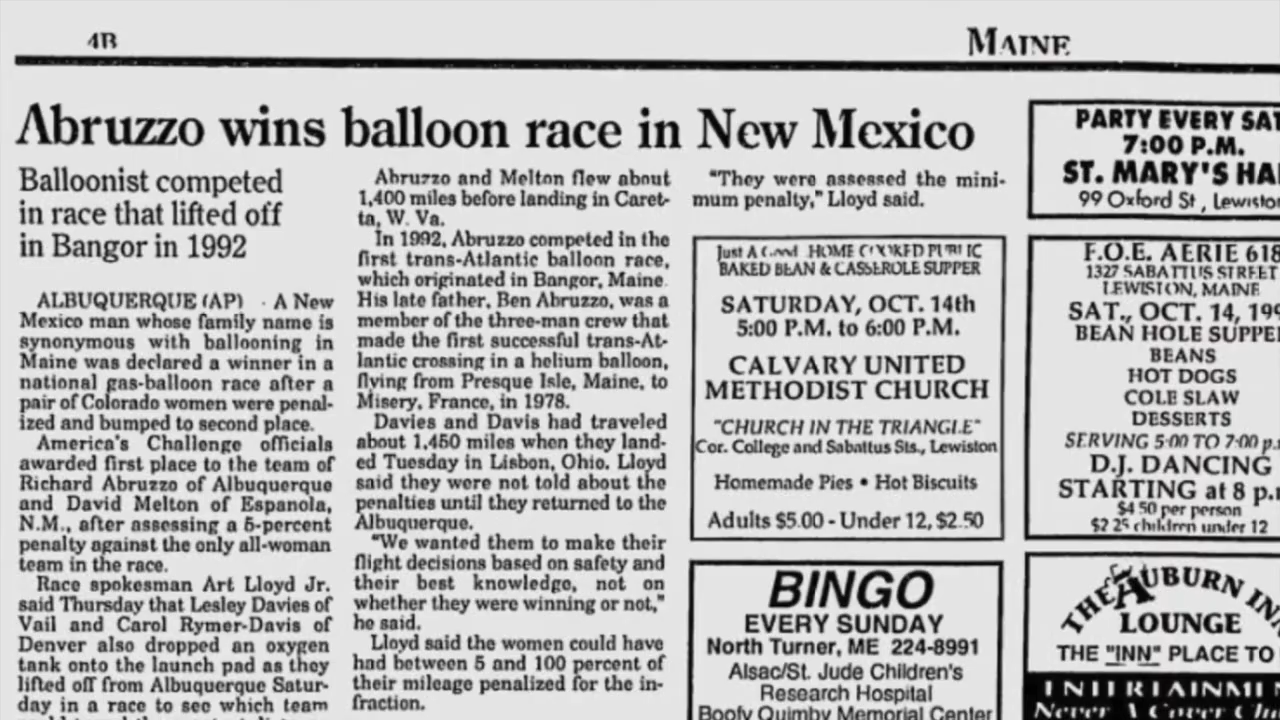 4B
MAINE
Abruzzo wins balloon race in New Mexico
Balloonist competed
in race that lifted off
in Bangor in 1992
ALBUQUERQUE (AP) - A New
Mexico man whose family name is
synonymous with ballooning in
Maine was declared a winner in a
national gas-balloon race after a
pair of Colorado women were penal-
ized and bumped to second place.
America's Challenge officials
awarded first place to the team of
Richard Abruzzo of Albuquerque
and David Melton of Espanola,
N.M., after assessing a 5-percent
penalty against the only all-woman
team in the race.
Race spokesman Art Lloyd Jr.
said Thursday that Lesley Davies of
Vail and Carol Rymer-Davis of
Denver also dropped an oxygen
tank onto the launch pad as they
lifted off from Albuquerque Satur-
day in a race to see which team
Abruzzo and Melton flew about
1,400 miles before landing in Caret-
ta, W. Va.
In 1992, Abruzzo competed in the
first trans-Atlantic balloon race,
which originated in Bangor, Maine.
His late father, Ben Abruzzo, was a
member of the three-man crew that
made the first successful trans-At-
lantic crossing in a helium balloon,
flying from Presque Isle, Maine, to
Misery, France, in 1978.
Davies and Davis had traveled
about 1,450 miles when they land-
ed Tuesday in Lisbon, Ohio. Lloyd
said they were not told about the
penalties until they returned to the
Albuquerque.
"We wanted them to make their
flight decisions based on safety and
their best knowledge, not on
whether they were winning or not,"
he said.
Lloyd said the women could have
had between 5 and 100 percent of
their mileage penalized for the in-
fraction.
"They were assessed the mini-
mum penalty," Lloyd said.
Just A Good HOME COOKED PUBLIC
BAKED BEAN & CASSEROLE SUPPER
SATURDAY, OCT. 14th
5:00 P.M. to 6:00 P.M.
CALVARY UNITED
METHODIST CHURCH
"CHURCH IN THE TRIANGLE"
Cor. College and Sabattus Sts., Lewiston
Homemade Pies • Hot Biscuits
Adults $5.00 - Under 12, $2.50
BINGO
EVERY SUNDAY
North Turner, ME 224-8991
Alsac/St. Jude Children's
Research Hospital
Boofy Quimby Memorial Center
PARTY EVERY SAT
7:00 P.M.
ST. MARY'S HA
99 Oxford St., Lewiston
F.O.E. AERIE 618
1327 SABATTUS STREET
LEWISTON, MAINE
SAT., OCT. 14, 199
BEAN HOLE SUPPE
BEANS
HOT DOGS
COLE SLAW
DESSERTS
SERVING 5:00 TO 7:00 p.
D.J. DANCING
STARTING at 8 p.
$4.50 per person
$2.25 children under 12
THE AUBURN INN
LOUNGE
THE "INN" PLACE TO
ENTERTAINME
Never A Cover Cha